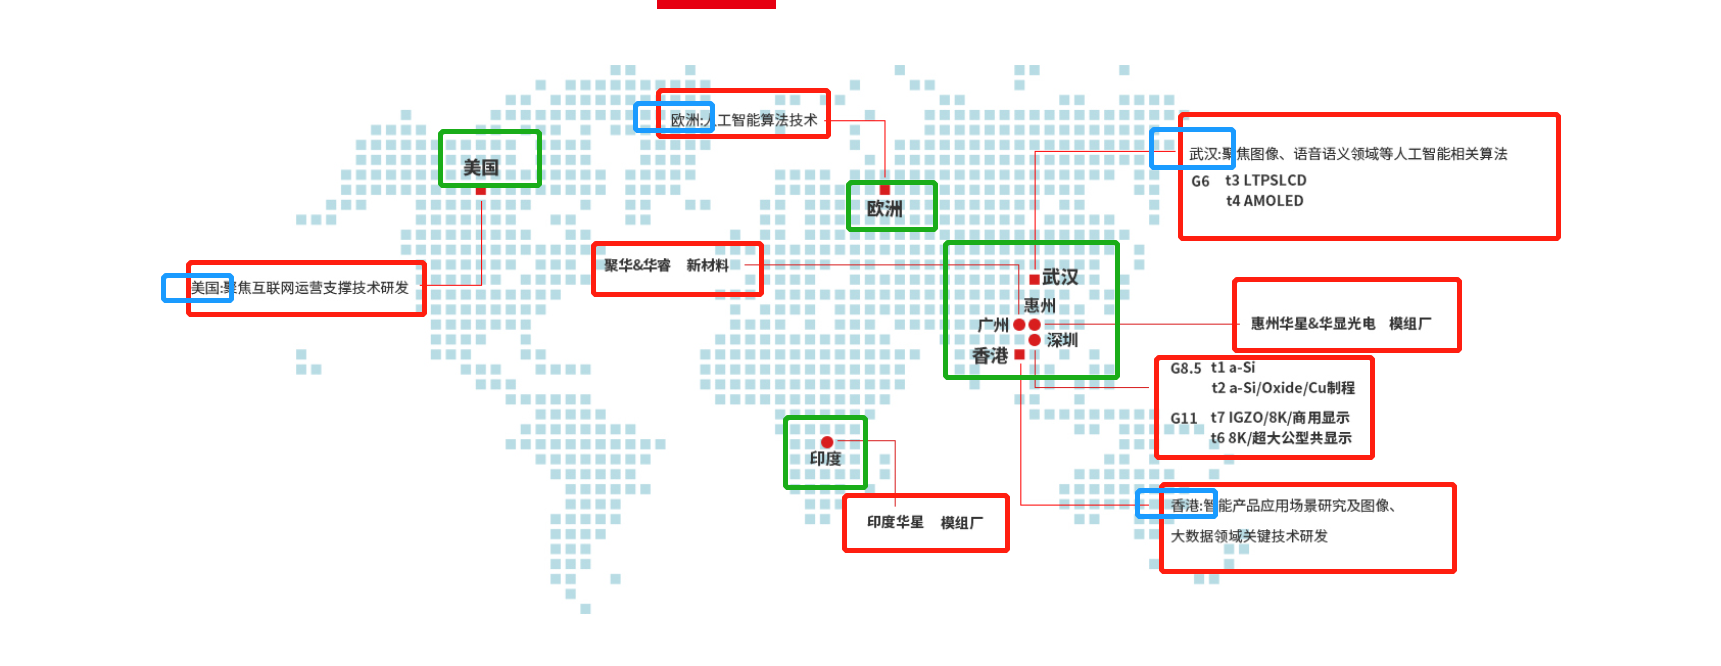 欧洲:人工智能算法技术
美国
武汉:聚焦图像、语音语义领域等人工智能相关算法
G6 t3 LTPSLCD
t4 AMOLED
欧洲
聚华&华睿 新材料
武汉
美国:聚焦互联网运营支撑技术研发
惠州
广州
惠州华星&华显光电 模组厂
深圳
香港
G8.5 t1 a-Si
t2 a-Si/Oxide/Cu制程
G11 t7 IGZO/8K/商用显示
t6 8K/超大公型共显示
印度
香港:智能产品应用场景研究及图像、
大数据领域关键技术研发
印度华星 模组厂